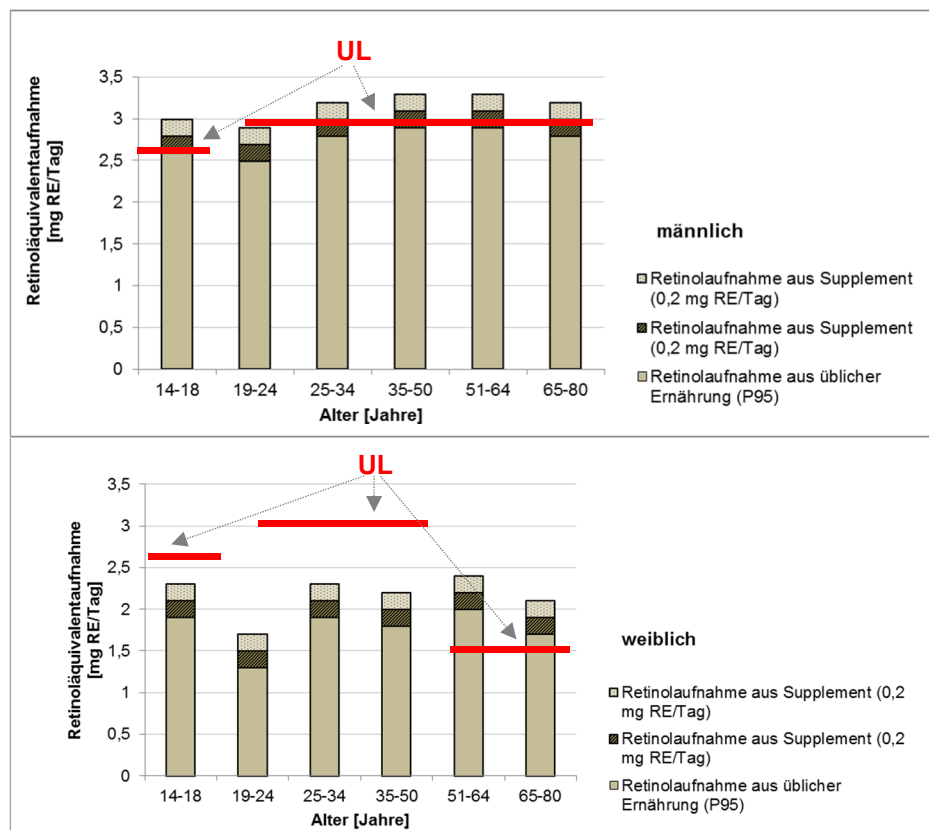 UL
Retinoläquivalentaufnahme
[mg RE/Tag]
3,5
3
2,5
2
1,5
1
0,5
0
14-18 19-24 25-34 35-50 51-64 65-80
Alter [Jahre]
männlich
Retinolaufnahme aus Supplement
(0,2 mg RE/Tag)
Retinolaufnahme aus Supplement
(0,2 mg RE/Tag)
Retinolaufnahme aus üblicher
Ernährung (P95)
UL
Retinoläquivalentaufnahme
[mg RE/Tag]
3,5
3
2,5
2
1,5
1
0,5
0
14-18 19-24 25-34 35-50 51-64 65-80
Alter [Jahre]
weiblich
Retinolaufnahme aus Supplement (0,2
mg RE/Tag)
Retinolaufnahme aus Supplement (0,2
mg RE/Tag)
Retinolaufnahme aus üblicher
Ernährung (P95)